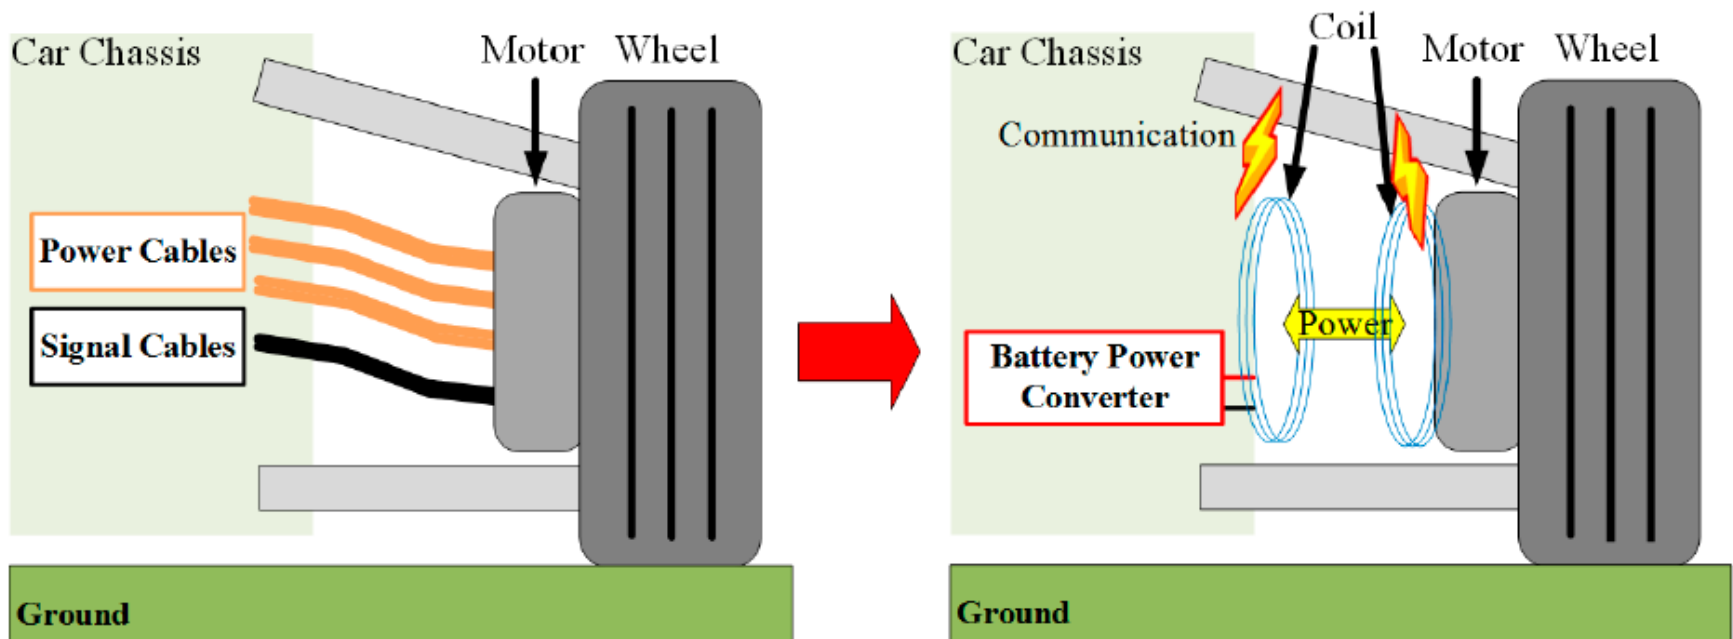 Car Chassis
Motor
Wheel
Power Cables
Signal Cables
Ground
Coil
Car Chassis
Motor
Wheel
Communication
Power
Battery Power
Converter
Ground